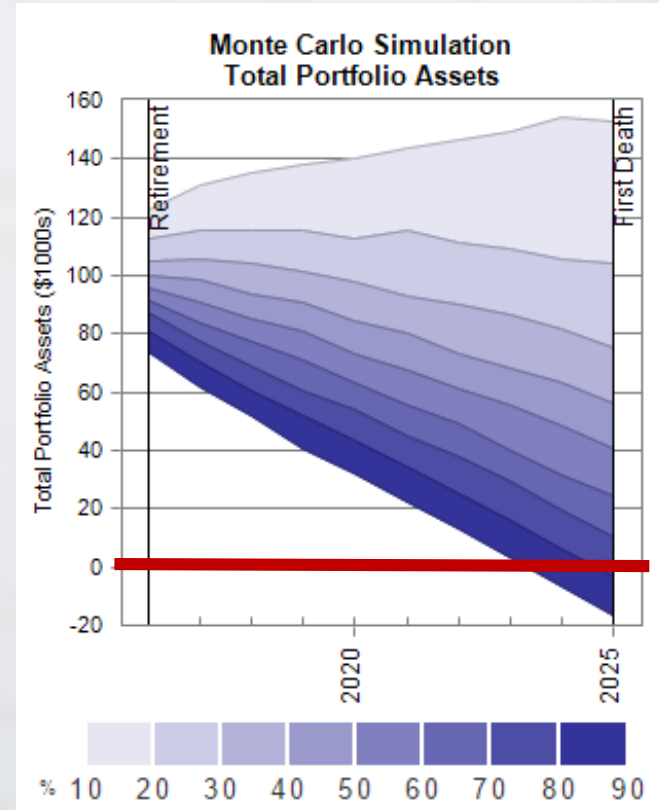 Monte Carlo Simulation
Total Portfolio Assets
160
140
120
100
80
60
40
20
0
-20
Total Portfolio Assets ($1000s)
Retirement
First Death
2020
2025
% 10 20 30 40 50 60 70 80 90